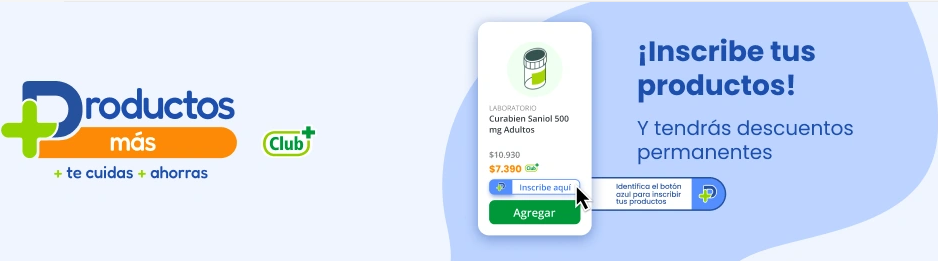 Productos
más
+ te cuidas + ahorras
Club+
LABORATORIO
Curabien Saniol 500
mg Adultos
$10.930
$7.390 Club+
Inscribe aquí
Agregar
¡Inscribe tus
productos!
Y tendrás descuentos
permanentes
Identifica el botón
azul para inscribir
tus productos